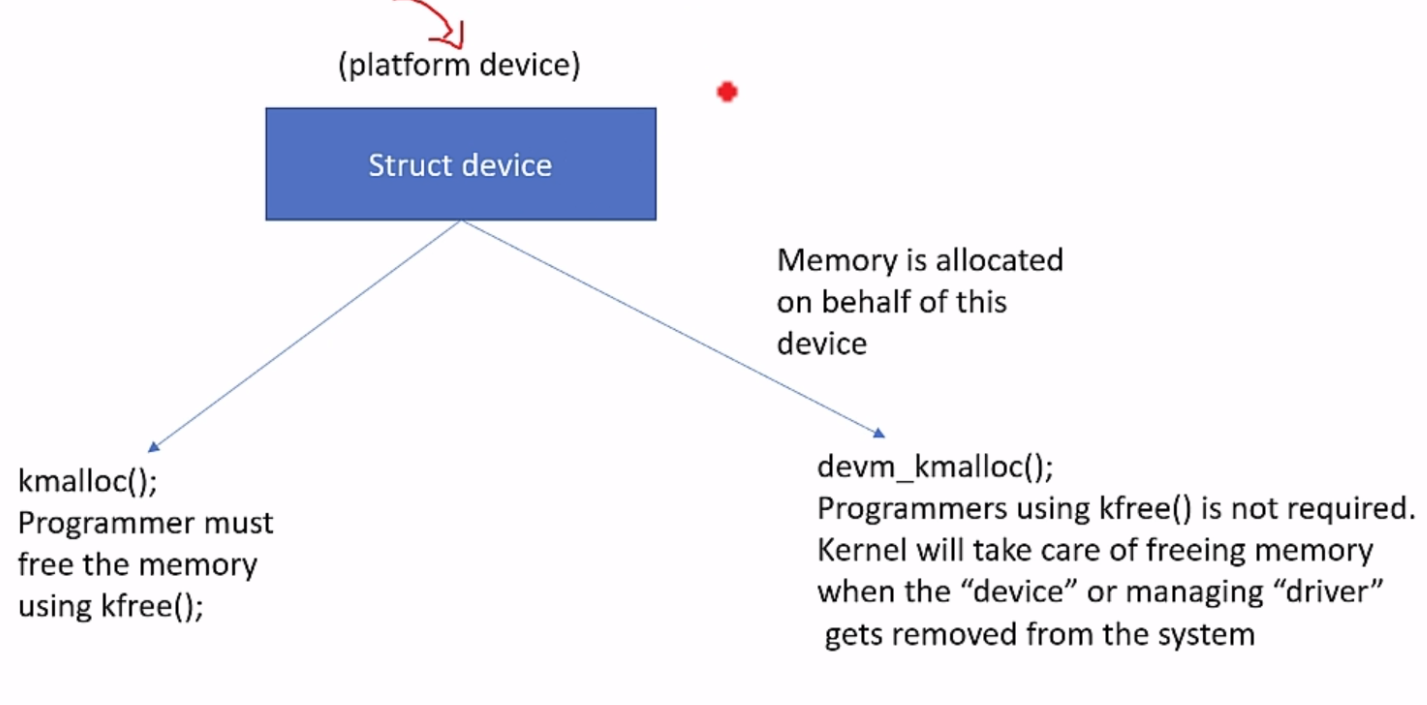 (platform device)
Struct device
Memory is allocated
on behalf of this
device
kmalloc();
Programmer must
free the memory
using kfree();
devm_kmalloc();
Programmers using kfree() is not required.
Kernel will take care of freeing memory
when the “device” or managing “driver”
gets removed from the system